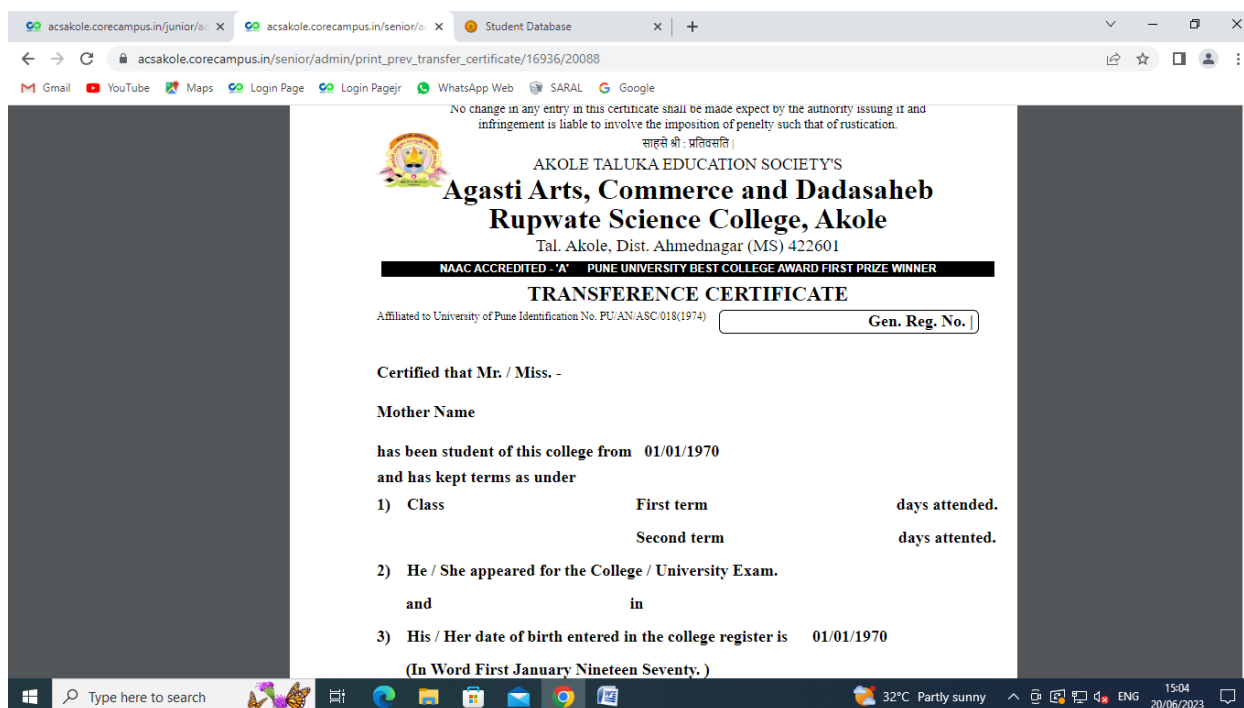 acsakole.corecampus.in/junior/ac
acsakole.corecampus.in/senior/a
Student Database
acsakole.corecampus.in/senior/admin/print_prev_transfer_certificate/16936/20088
Gmail YouTube Maps Login Page Login Pagejr WhatsApp Web SARAL Google
No change in any entry in this certificate shall be made expect by the authority issuing if and
infringement is liable to involve the imposition of penelty such that of rustication.
साहसे श्री : प्रतिवसति |
AKOLE TALUKA EDUCATION SOCIETY'S
Agasti Arts, Commerce and Dadasaheb
Rupwate Science College, Akole
Tal. Akole, Dist. Ahmednagar (MS) 422601
NAAC ACCREDITED - 'A' PUNE UNIVERSITY BEST COLLEGE AWARD FIRST PRIZE WINNER
TRANSFERENCE CERTIFICATE
Affiliated to University of Pune Identification No. PU/AN/ASC/018(1974)
Gen. Reg. No. |
Certified that Mr. / Miss. -
Mother Name
has been student of this college from 01/01/1970
and has kept terms as under
1) Class First term days attended.
Second term days attented.
2) He / She appeared for the College / University Exam.
and in
3) His / Her date of birth entered in the college register is 01/01/1970
(In Word First January Nineteen Seventy. )
Type here to search
32°C Partly sunny
ENG
15:04
20/06/2023